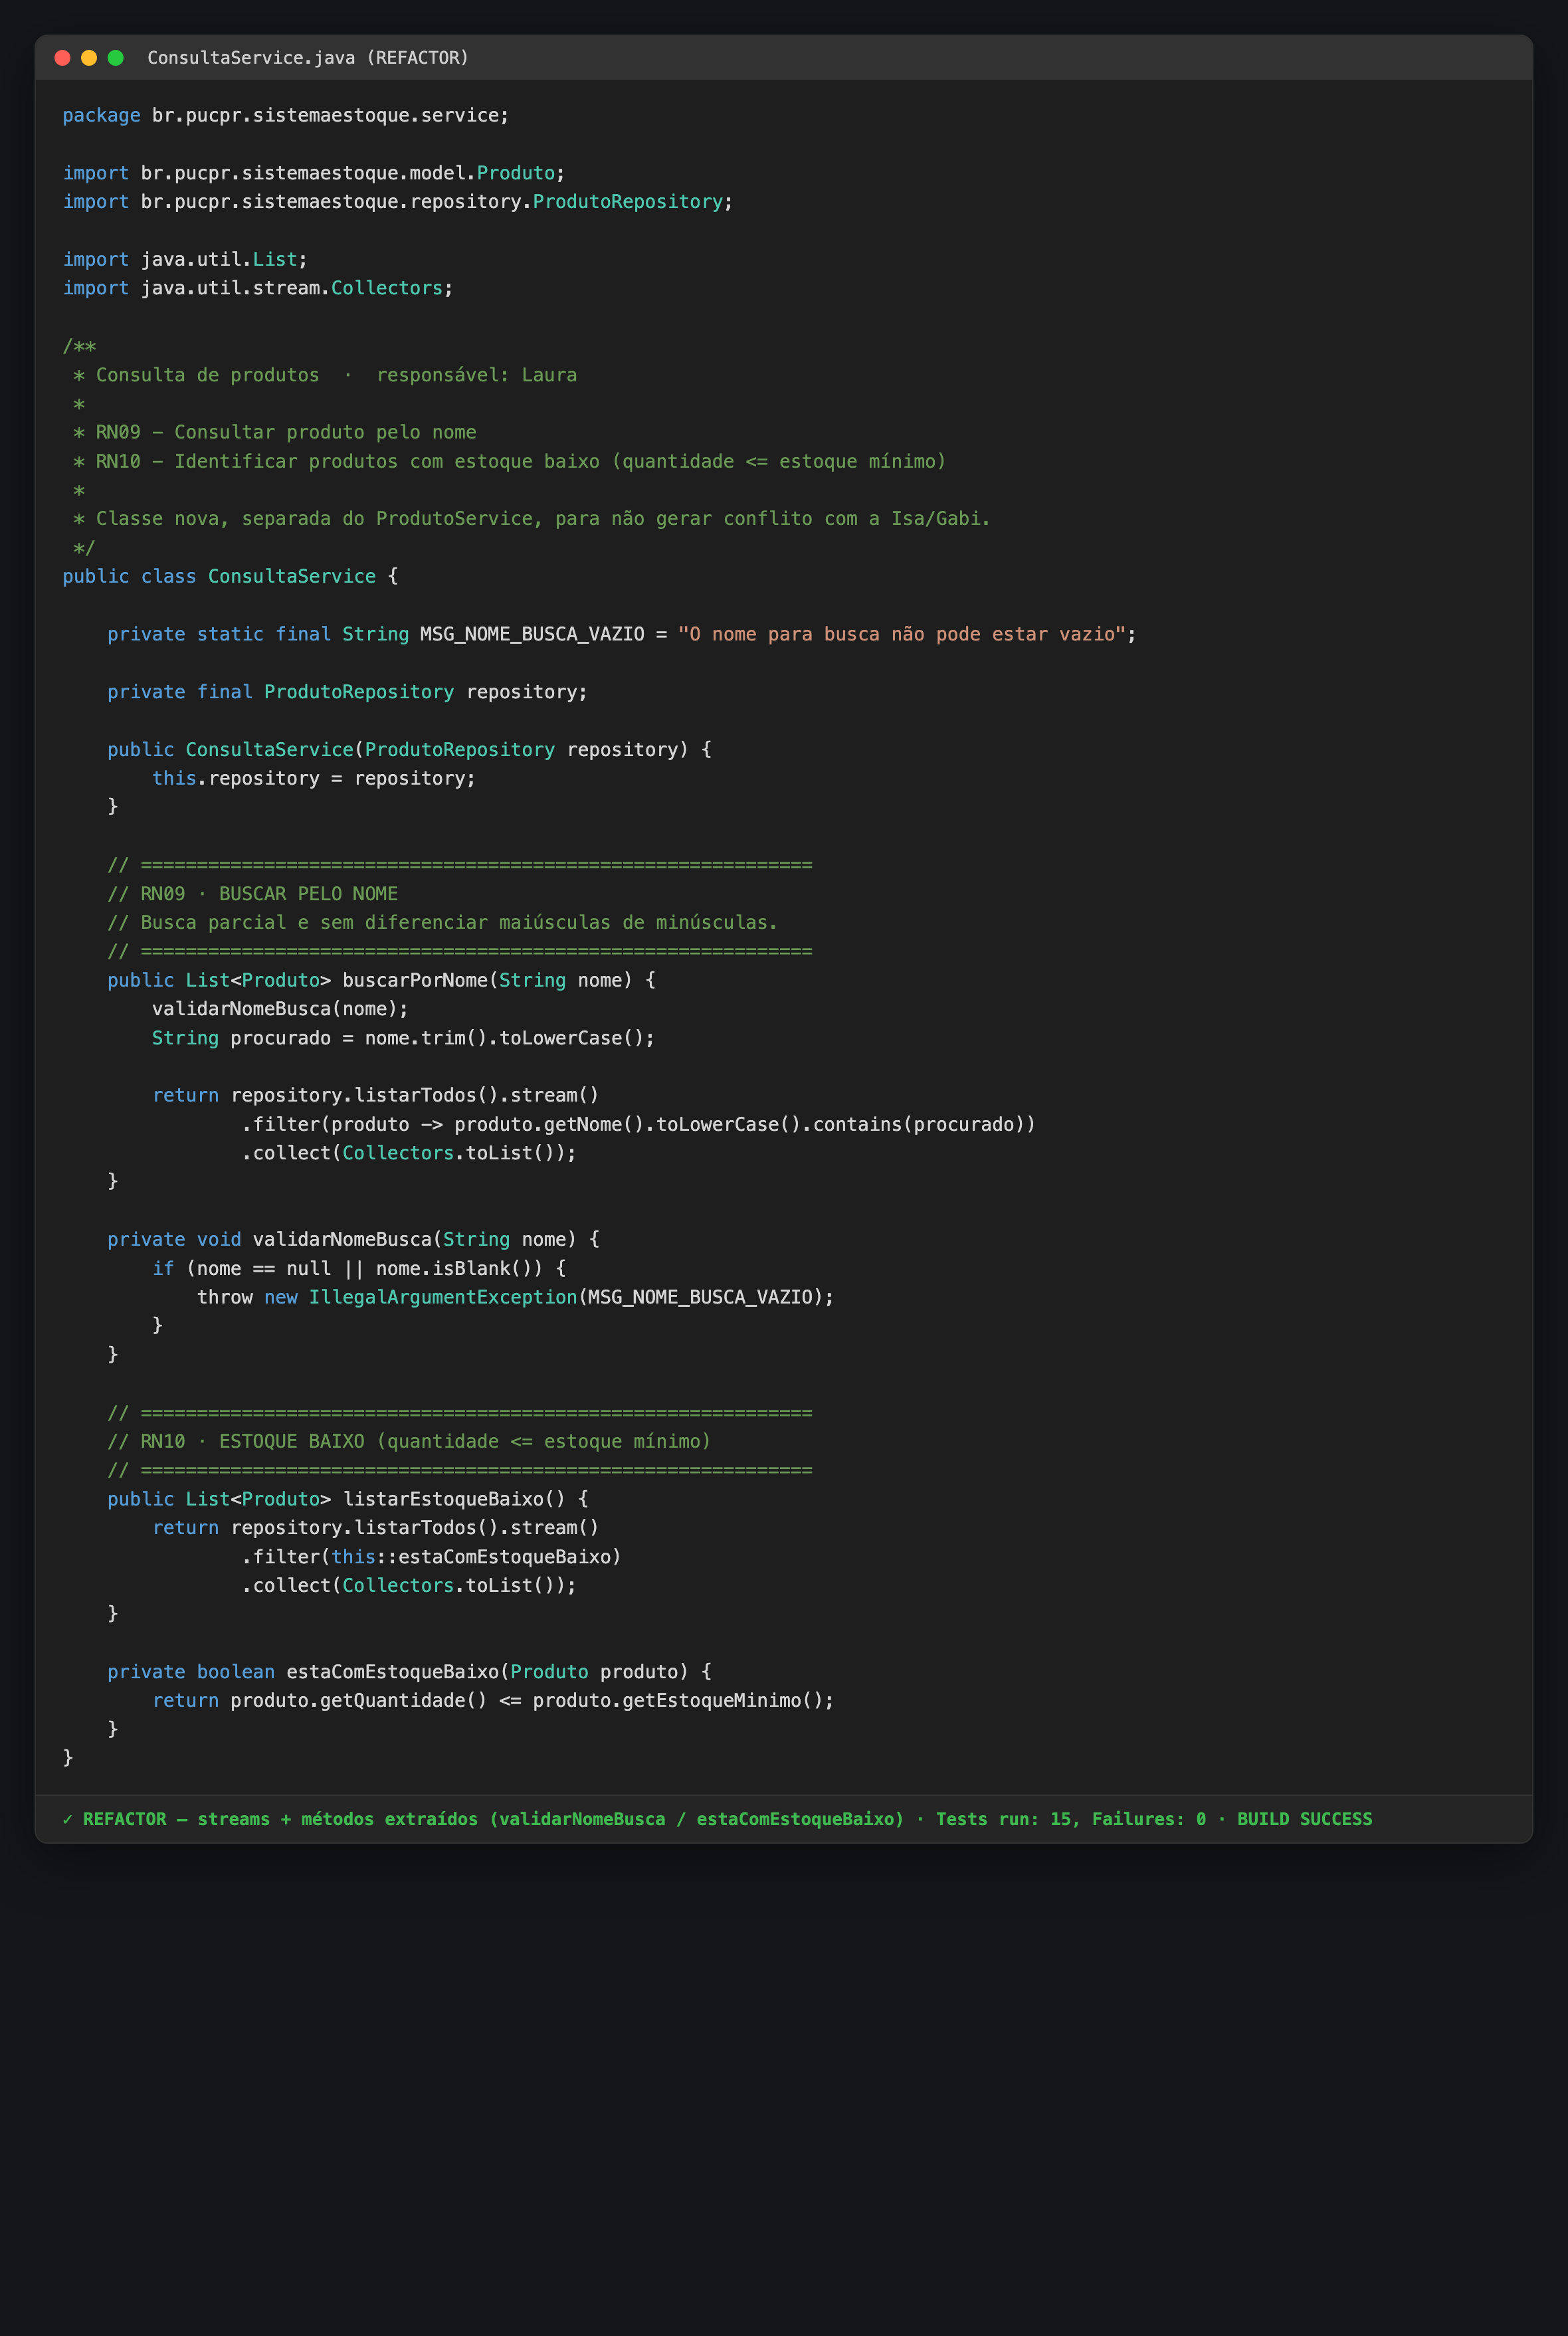 ConsultaService.java (REFACTOR)
package br.pucpr.sistemaestoque.service;
import br.pucpr.sistemaestoque.model.Produto;
import br.pucpr.sistemaestoque.repository.ProdutoRepository;
import java.util.List;
import java.util.stream.Collectors;
/**
 * Consulta de produtos  ·  responsável: Laura
 *
 * RN09 — Consultar produto pelo nome
 * RN10 — Identificar produtos com estoque baixo (quantidade <= estoque mínimo)
 *
 * Classe nova, separada do ProdutoService, para não gerar conflito com a Isa/Gabi.
 */
public class ConsultaService {
    private static final String MSG_NOME_BUSCA_VAZIO = "O nome para busca não pode estar vazio";
    private final ProdutoRepository repository;
    public ConsultaService(ProdutoRepository repository) {
        this.repository = repository;
    }
    // ============================================================
    // RN09 · BUSCAR PELO NOME
    // Busca parcial e sem diferenciar maiúsculas de minúsculas.
    // ============================================================
    public List<Produto> buscarPorNome(String nome) {
        validarNomeBusca(nome);
        String procurado = nome.trim().toLowerCase();
        return repository.listarTodos().stream()
                .filter(produto -> produto.getNome().toLowerCase().contains(procurado))
                .collect(Collectors.toList());
    }
    private void validarNomeBusca(String nome) {
        if (nome == null || nome.isBlank()) {
            throw new IllegalArgumentException(MSG_NOME_BUSCA_VAZIO);
        }
    }
    // ============================================================
    // RN10 · ESTOQUE BAIXO (quantidade <= estoque mínimo)
    // ============================================================
    public List<Produto> listarEstoqueBaixo() {
        return repository.listarTodos().stream()
                .filter(this::estaComEstoqueBaixo)
                .collect(Collectors.toList());
    }
    private boolean estaComEstoqueBaixo(Produto produto) {
        return produto.getQuantidade() <= produto.getEstoqueMinimo();
    }
}
✓ REFACTOR — streams + métodos extraídos (validarNomeBusca / estaComEstoqueBaixo) · Tests run: 15, Failures: 0 · BUILD SUCCESS